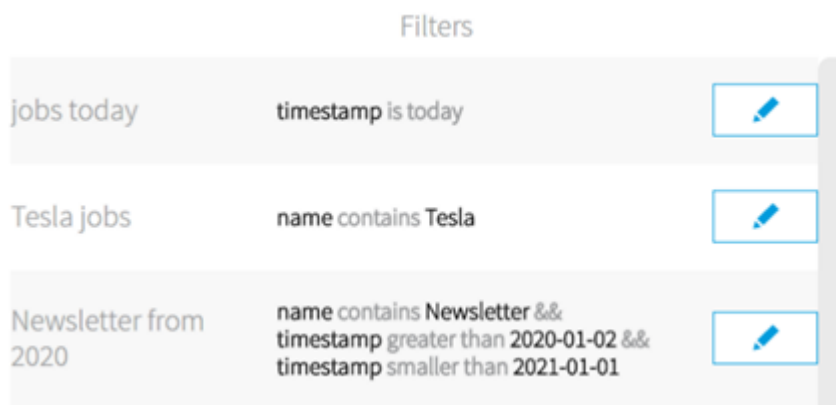 Filters
jobs today
timestamp is today
Tesla jobs
name contains Tesla
Newsletter from
2020
name contains Newsletter &&
timestamp greater than 2020-01-02 &&
timestamp smaller than 2021-01-01